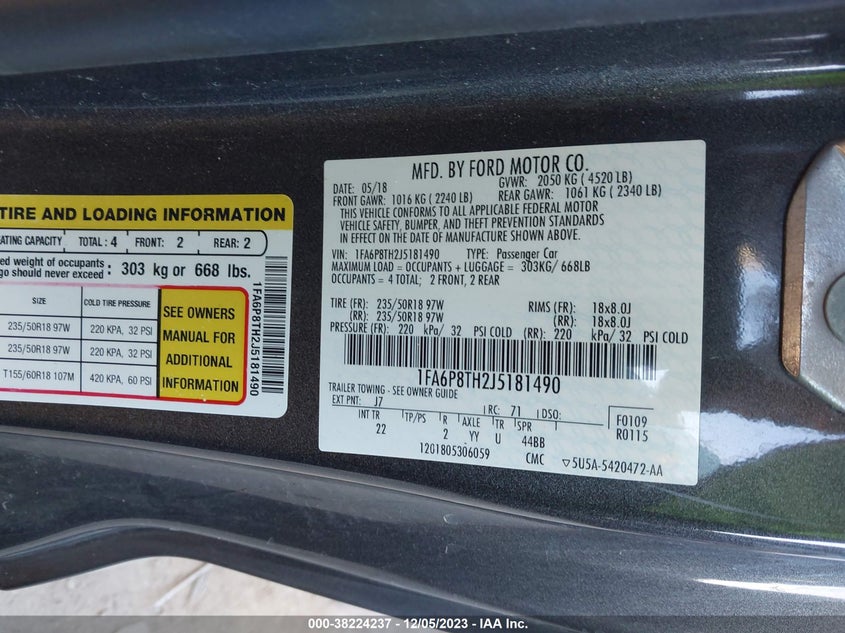 TIRE AND LOADING INFORMATION
ATING CAPACITY TOTAL: 4 FRONT: 2 REAR: 2
ed weight of occupants
go should never exceed : 303 kg or 668 lbs.
SIZE COLD TIRE PRESSURE
235/50R18 97W 220 KPA, 32 PSI
235/50R18 97W 220 KPA, 32 PSI
T155/60R18 107M 420 KPA, 60 PSI
SEE OWNERS
MANUAL FOR
ADDITIONAL
INFORMATION
1FA6P8TH2J5181490
MFD. BY FORD MOTOR CO.
DATE: 05/18 GVWR: 2050 KG ( 4520 LB)
FRONT GAWR: 1016 KG ( 2240 LB) REAR GAWR: 1061 KG ( 2340 LB)
THIS VEHICLE CONFORMS TO ALL APPLICABLE FEDERAL MOTOR
VEHICLE SAFETY, BUMPER, AND THEFT PREVENTION STANDARDS
IN EFFECT ON THE DATE OF MANUFACTURE SHOWN ABOVE.
VIN: 1FA6P8TH2J5181490 TYPE: Passenger Car
MAXIMUM LOAD = OCCUPANTS + LUGGAGE = 303KG/ 668LB
OCCUPANTS = 4 TOTAL; 2 FRONT, 2 REAR
TIRE (FR): 235/50R18 97W RIMS (FR): 18x8.0J
(RR): 235/50R18 97W (RR): 18x8.0J
PRESSURE (FR): 220 kPa/ 32 PSI COLD (RR): 220 kPa/ 32 PSI COLD
1FA6P8TH2J5181490
TRAILER TOWING - SEE OWNER GUIDE
EXT PNT: J7 RC: 71 DSO: F0109
INT TR TP/PS R AXLE TR SPR R0115
22 2 YY U 44BB
1201805306059 CMC ▽5U5A-5420472-AA
000-38224237 - 12/05/2023 - IAA Inc.